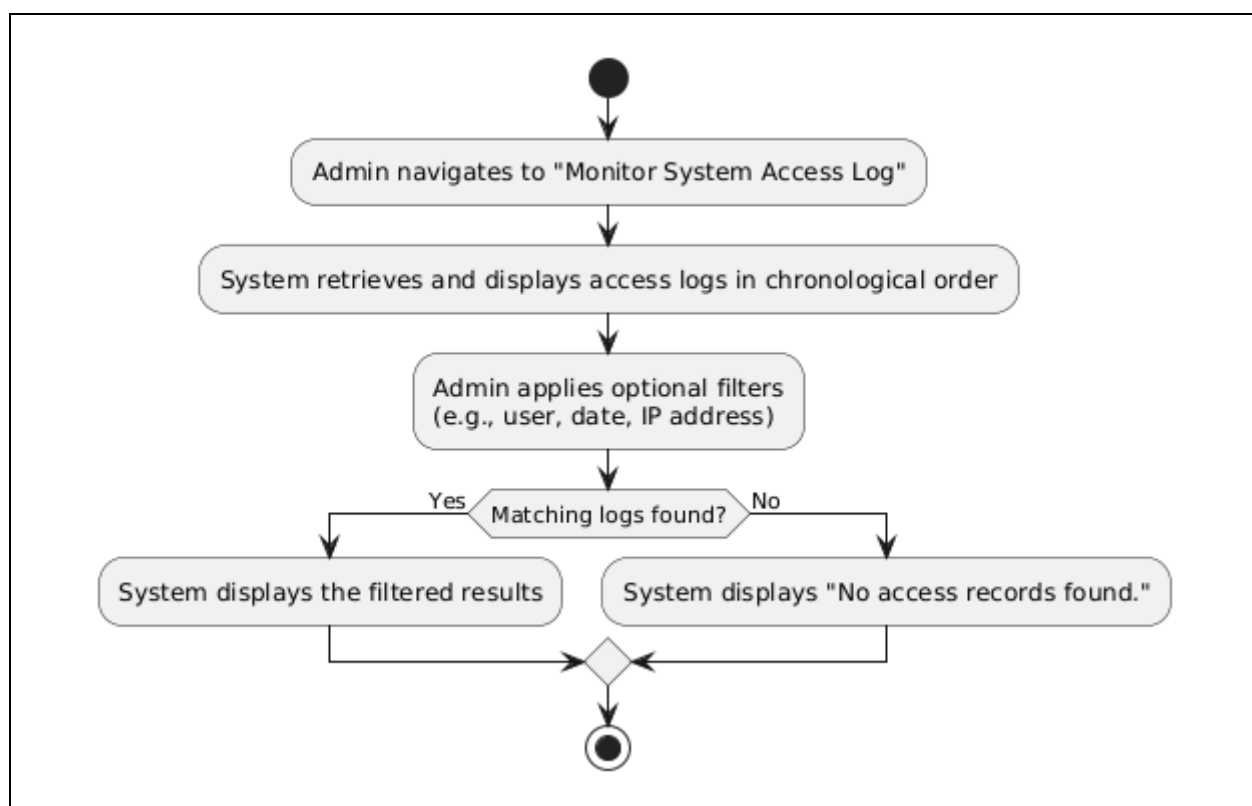 Admin navigates to "Monitor System Access Log"
System retrieves and displays access logs in chronological order
Admin applies optional filters
(e.g., user, date, IP address)
Yes
Matching logs found?
No
System displays the filtered results
System displays "No access records found."